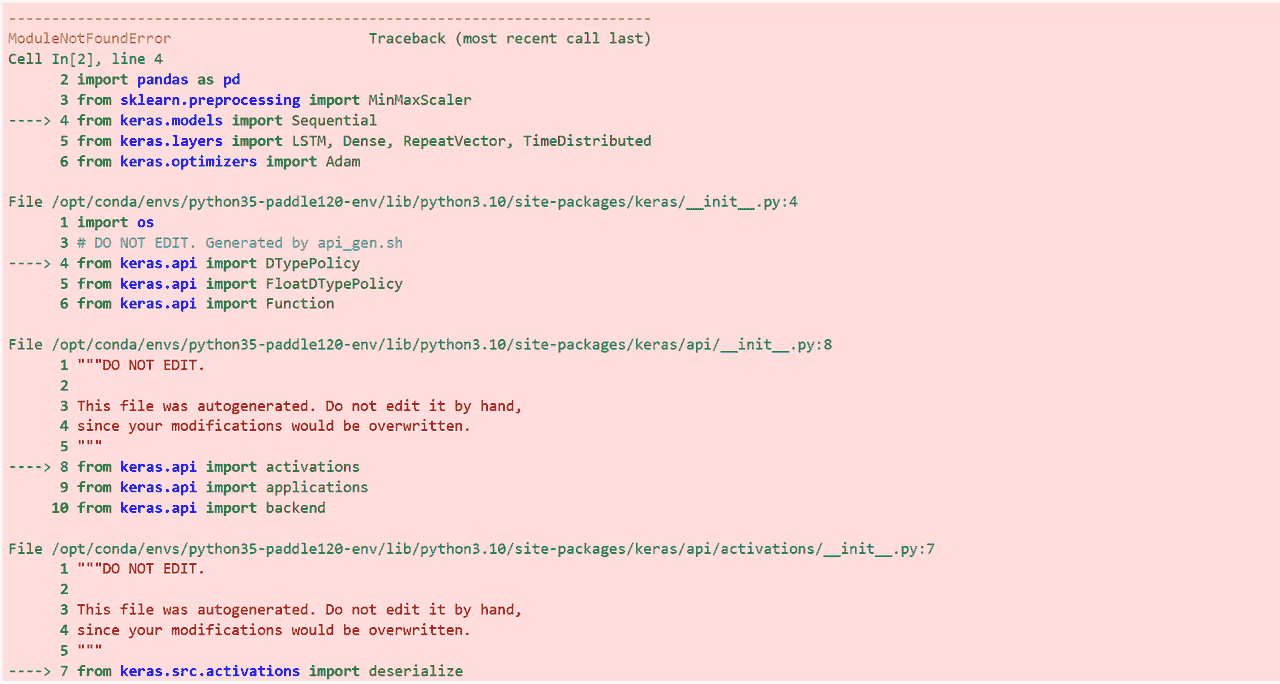 ---------------------------------------------------------------------------
ModuleNotFoundError                       Traceback (most recent call last)
Cell In[2], line 4
      2 import pandas as pd
      3 from sklearn.preprocessing import MinMaxScaler
----> 4 from keras.models import Sequential
      5 from keras.layers import LSTM, Dense, RepeatVector, TimeDistributed
      6 from keras.optimizers import Adam
File /opt/conda/envs/python35-paddle120-env/lib/python3.10/site-packages/keras/__init__.py:4
      1 import os
      3 # DO NOT EDIT. Generated by api_gen.sh
----> 4 from keras.api import DTypePolicy
      5 from keras.api import FloatDTypePolicy
      6 from keras.api import Function
File /opt/conda/envs/python35-paddle120-env/lib/python3.10/site-packages/keras/api/__init__.py:8
      1 """DO NOT EDIT.
      2
      3 This file was autogenerated. Do not edit it by hand,
      4 since your modifications would be overwritten.
      5 """
----> 8 from keras.api import activations
      9 from keras.api import applications
     10 from keras.api import backend
File /opt/conda/envs/python35-paddle120-env/lib/python3.10/site-packages/keras/api/activations/__init__.py:7
      1 """DO NOT EDIT.
      2
      3 This file was autogenerated. Do not edit it by hand,
      4 since your modifications would be overwritten.
      5 """
----> 7 from keras.src.activations import deserialize